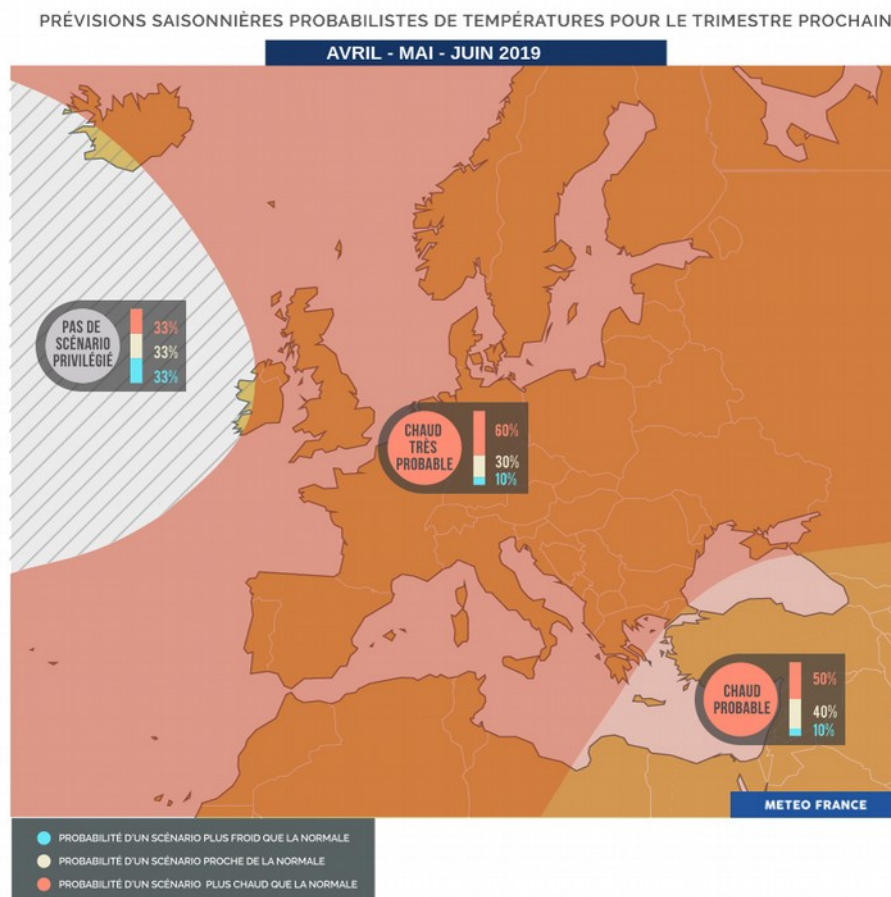 PRÉVISIONS SAISONNIÈRES PROBABILISTES DE TEMPÉRATURES POUR LE TRIMESTRE PROCHAIN
AVRIL - MAI - JUIN 2019
PAS DE
SCÉNARIO
PRIVILÉGIÉ
33%
33%
33%
CHAUD
TRÈS
PROBABLE
60%
30%
10%
CHAUD
PROBABLE
50%
40%
10%
METEO FRANCE
PROBABILITÉ D'UN SCÉNARIO PLUS FROID QUE LA NORMALE
PROBABILITÉ D'UN SCÉNARIO PROCHE DE LA NORMALE
PROBABILITÉ D'UN SCÉNARIO PLUS CHAUD QUE LA NORMALE